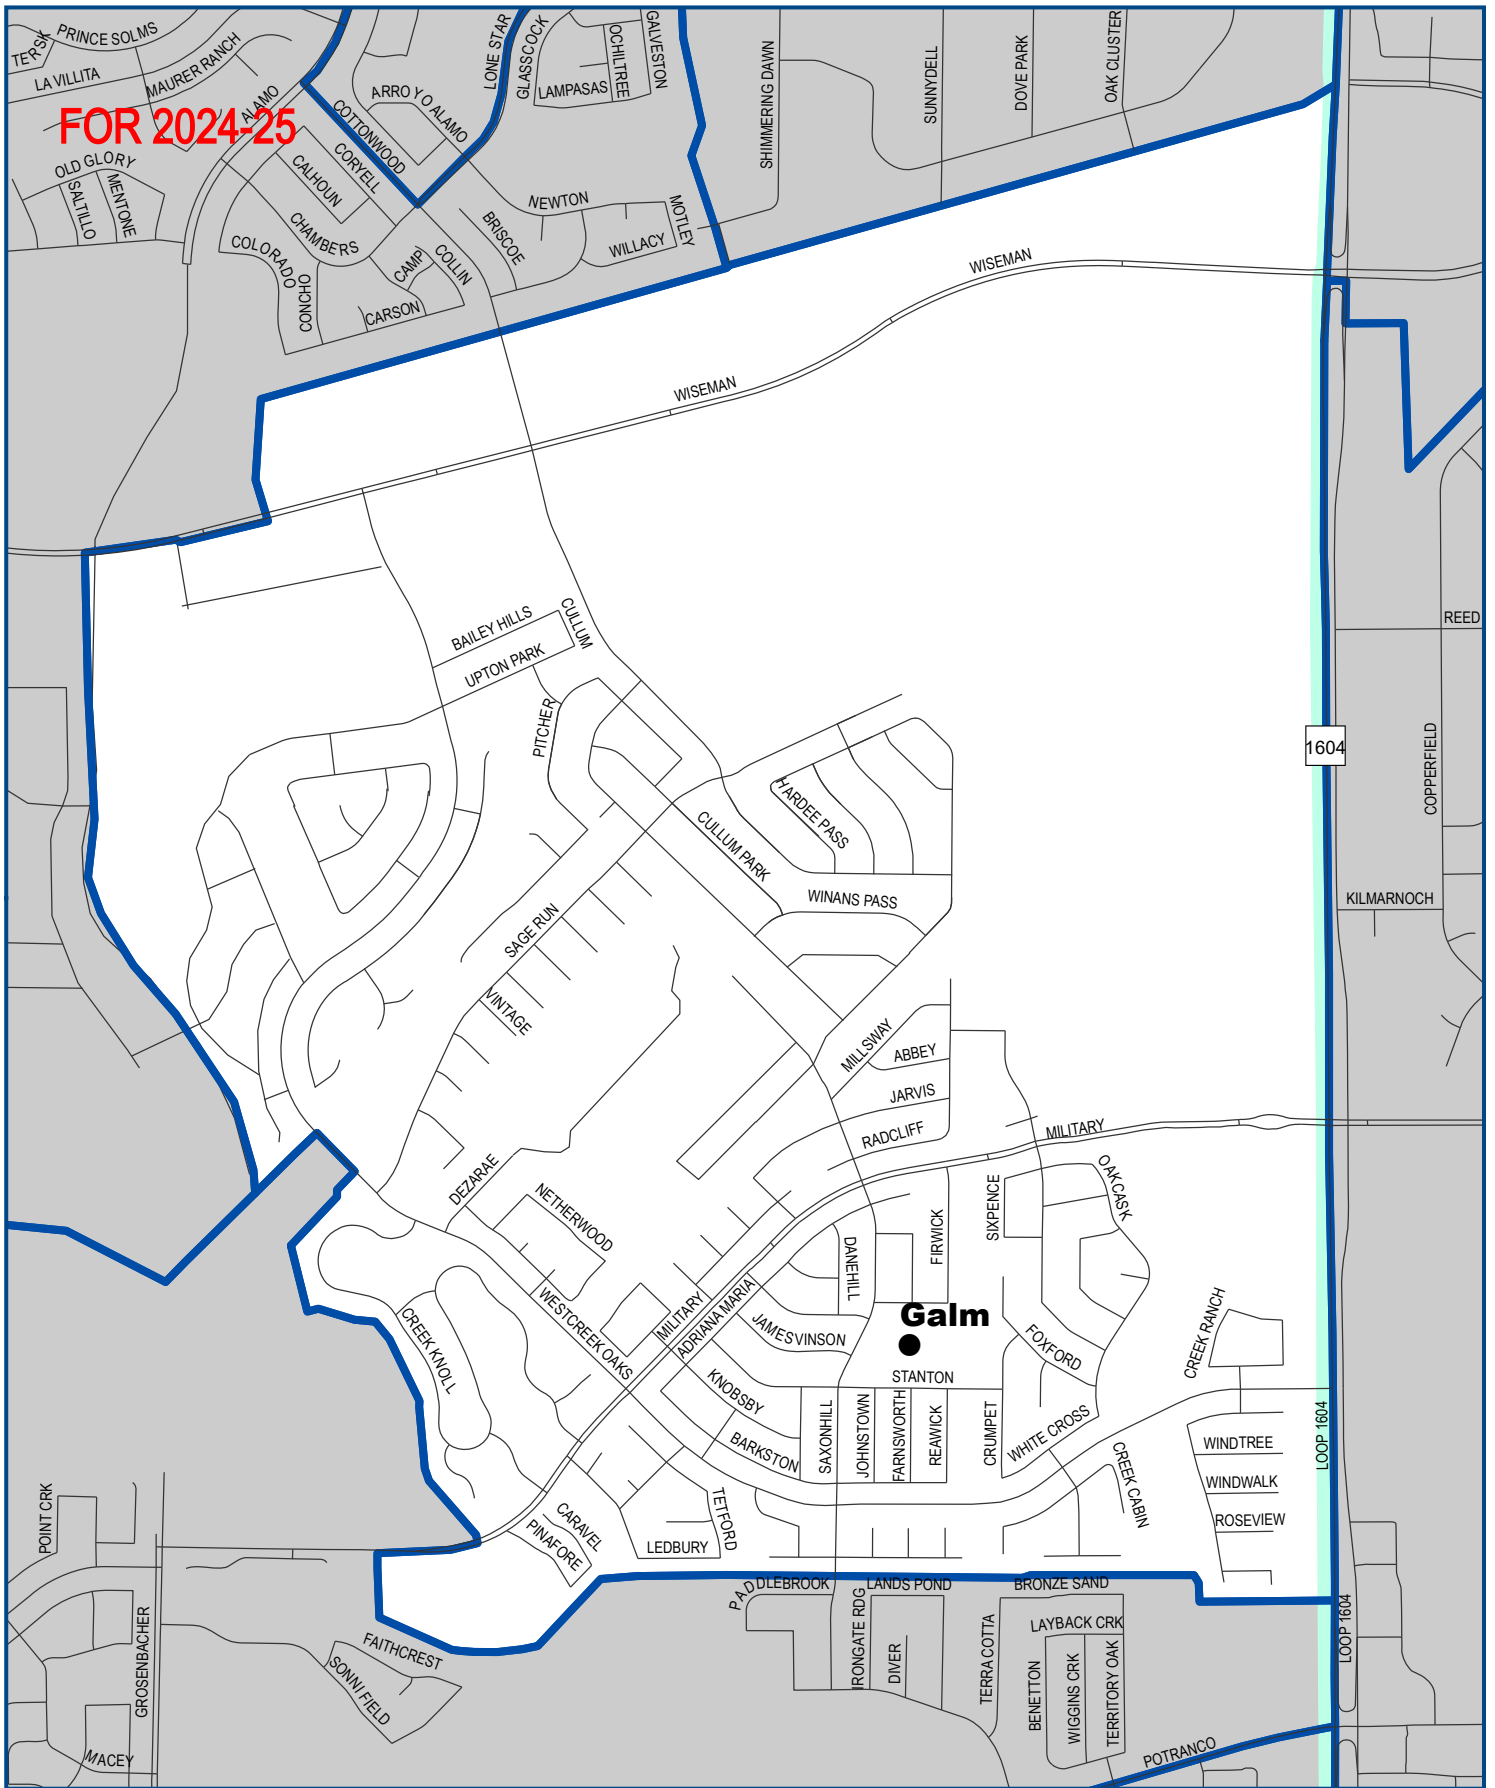 TERSK
PRINCE SOLMS
LA VILLITA
MAURER RANCH
ALAMO
FOR 2024-25
COTTONWOOD
ARROYO ALAMO
LONE STAR
GLASSCOCK
LAMPASAS
OCHILTREE
GALVESTON
SHIMMERING DAWN
SUNNYDELL
DOVE PARK
OAK CLUSTER
OLD GLORY
SALTILLO
MENTONE
CALHOUN
CORYELL
CHAMBERS
COLORADO
CONCHO
CAMP
COLLIN
CARSON
BRISCOE
NEWTON
WILLACY
MOTLEY
WISEMAN
WISEMAN
BAILEY HILLS
UPTON PARK
CULLUM
PITCHER
REED
1604
COPPERFIELD
HARDEE PASS
CULLUM PARK
WINANS PASS
KILMARNOCH
SAGE RUN
VINTAGE
MILLSWAY
ABBEY
JARVIS
RADCLIFF
MILITARY
DEZARAE
NETHERWOOD
OAKCASK
SIXPENCE
FIRWICK
DANEHILL
WESTCREEK OAKS
MILITARY
ADRIANA MARIA
JAMES VINSON
Galm
CREEK KNOLL
CREEK RANCH
FOXFORD
STANTON
KNOBSBY
BARKSTON
SAXONHILL
JOHNSTOWN
FARNSWORTH
REAWICK
CRUMPET
WHITE CROSS
CREEK CABIN
WINDTREE
WINDWALK
ROSEVIEW
LOOP 1604
TETFORD
CARAVEL
PINAFORE
LEDBURY
POINT CRK
GROSENBACHER
PADDLEBROOK
LANDS POND
BRONZE SAND
IRONGATE RDG
DIVER
TERRA COTTA
LAYBACK CRK
BENETTON
WIGGINS CRK
TERRITORY OAK
LOOP 1604
FAITHCREST
SONNI FIELD
MACEY
POTRANCO